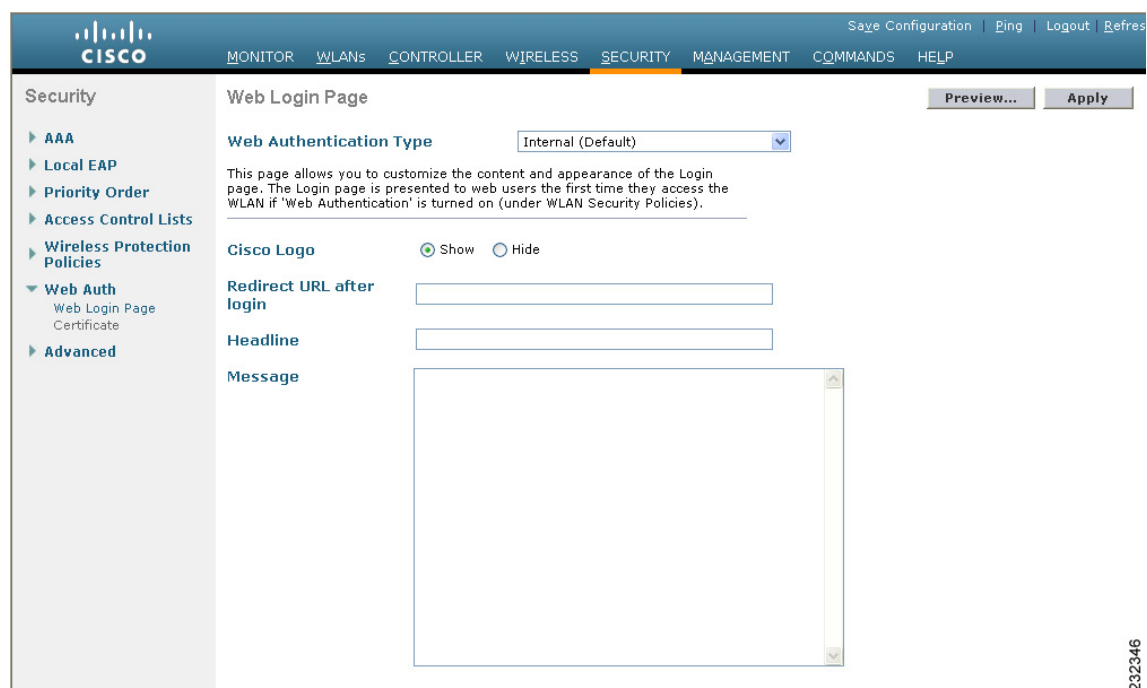 Save Configuration | Ping | Logout | Refres
CISCO
MONITOR WLANs CONTROLLER WIRELESS SECURITY MANAGEMENT COMMANDS HELP
Security
AAA
Local EAP
Priority Order
Access Control Lists
Wireless Protection
Policies
Web Auth
Web Login Page
Certificate
Advanced
Web Login Page
Preview... Apply
Web Authentication Type Internal (Default)
This page allows you to customize the content and appearance of the Login
page. The Login page is presented to web users the first time they access the
WLAN if 'Web Authentication' is turned on (under WLAN Security Policies).
Cisco Logo Show Hide
Redirect URL after
login
Headline
Message
232346